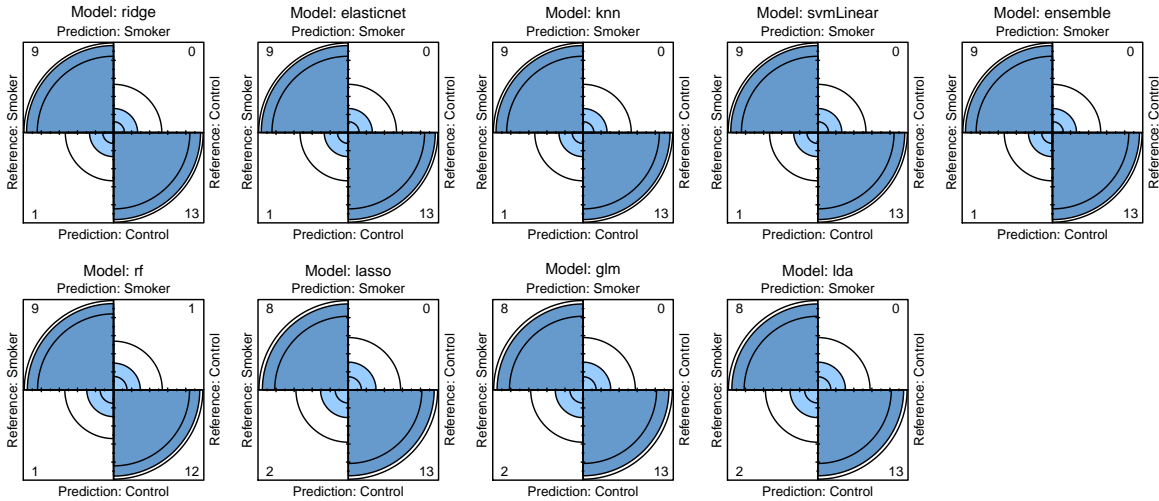 Model: ridge
Prediction: Smoker
9 0
Reference: Smoker
Reference: Control
1 13
Prediction: Control
Model: elasticnet
Prediction: Smoker
9 0
Reference: Smoker
Reference: Control
1 13
Prediction: Control
Model: knn
Prediction: Smoker
9 0
Reference: Smoker
Reference: Control
1 13
Prediction: Control
Model: svmLinear
Prediction: Smoker
9 0
Reference: Smoker
Reference: Control
1 13
Prediction: Control
Model: ensemble
Prediction: Smoker
9 0
Reference: Smoker
Reference: Control
1 13
Prediction: Control
Model: rf
Prediction: Smoker
9 1
Reference: Smoker
Reference: Control
1 12
Prediction: Control
Model: lasso
Prediction: Smoker
8 0
Reference: Smoker
Reference: Control
2 13
Prediction: Control
Model: glm
Prediction: Smoker
8 0
Reference: Smoker
Reference: Control
2 13
Prediction: Control
Model: lda
Prediction: Smoker
8 0
Reference: Smoker
Reference: Control
2 13
Prediction: Control